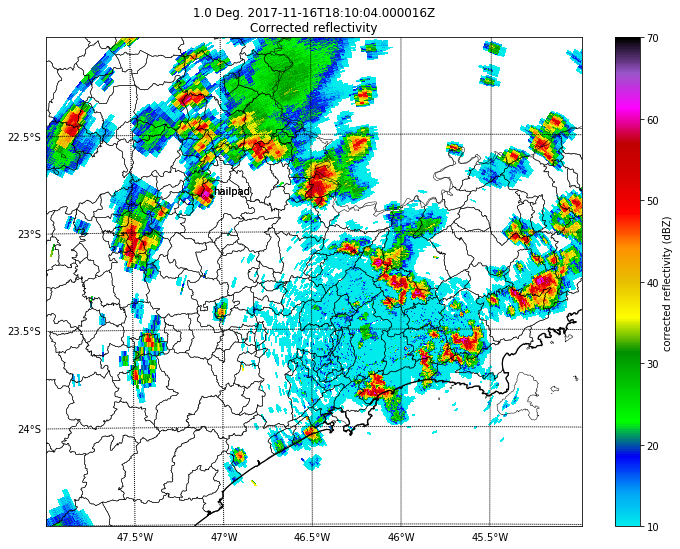 1.0 Deg. 2017-11-16T18:10:04.000016Z
Corrected reflectivity
22.5°S
23°S
23.5°S
24°S
47.5°W
47°W
46.5°W
46°W
45.5°W
hailpad
70
60
50
40
30
20
10
corrected reflectivity (dBZ)